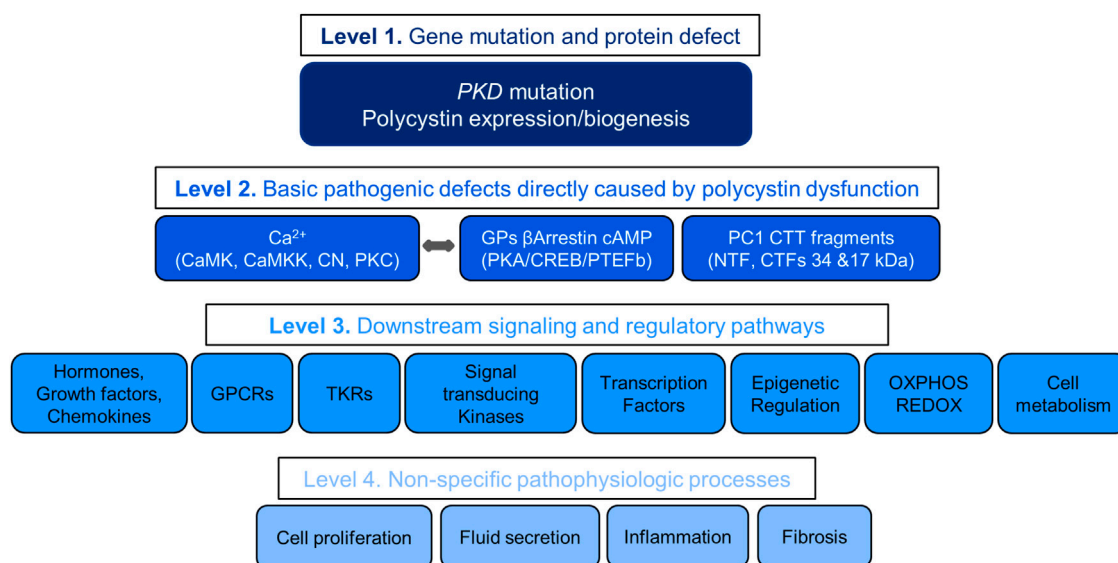 Level 1. Gene mutation and protein defect
PKD mutation
Polycystin expression/biogenesis
Level 2. Basic pathogenic defects directly caused by polycystin dysfunction
Ca²⁺
(CaMK, CaMKK, CN, PKC)
GPs βArrestin cAMP
(PKA/CREB/PTEFb)
PC1 CTT fragments
(NTF, CTFs 34 &17 kDa)
Level 3. Downstream signaling and regulatory pathways
Hormones,
Growth factors,
Chemokines
GPCRs
TKRs
Signal
transducing
Kinases
Transcription
Factors
Epigenetic
Regulation
OXPHOS
REDOX
Cell
metabolism
Level 4. Non-specific pathophysiologic processes
Cell proliferation
Fluid secretion
Inflammation
Fibrosis